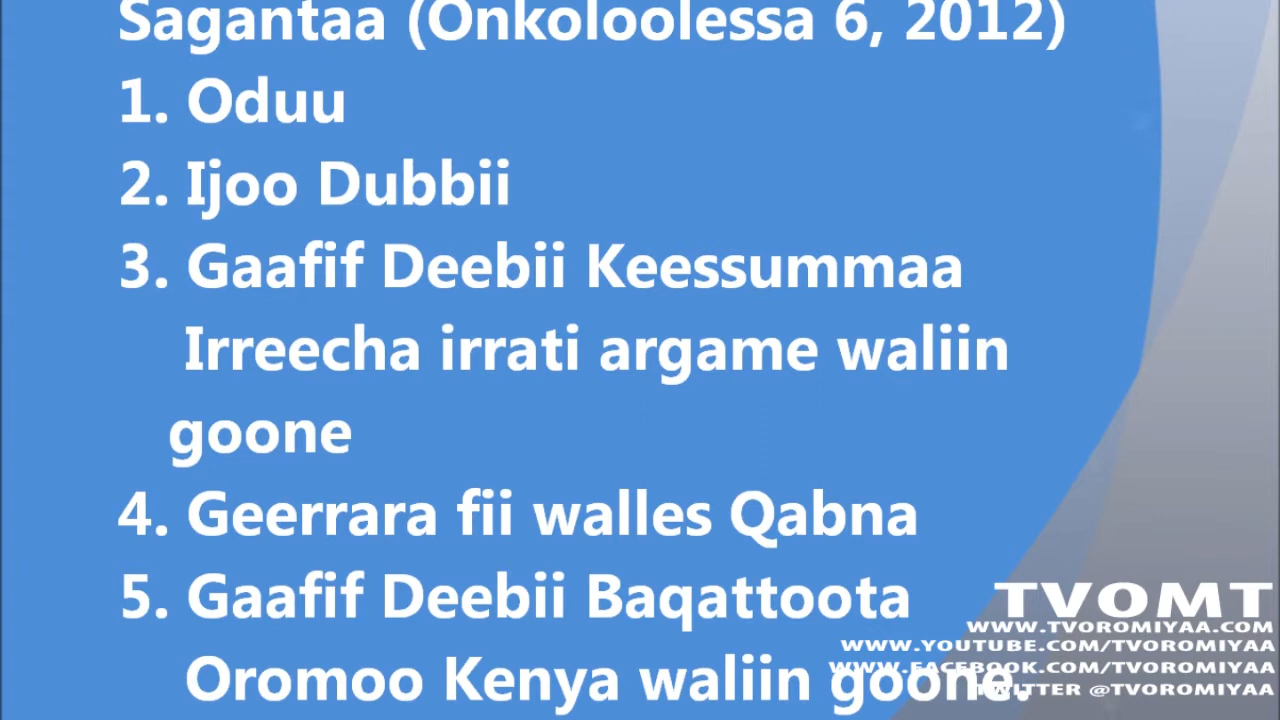 Sagantaa (Onkoloolessa 6, 2012)
1. Oduu
2. Ijoo Dubbii
3. Gaafif Deebii Keessummaa
Irreecha irrati argame waliin
goone
4. Geerrara fii walles Qabna
5. Gaafif Deebii Baqattoota
Oromoo Kenya waliin goone.
TVOMT
WWW.TVOROMIYAA.COM
WWW.YOUTUBE.COM/TVOROMIYAA
WWW.FACEBOOK.COM/TVOROMIYAA
TWITTER @TVOROMIYAA